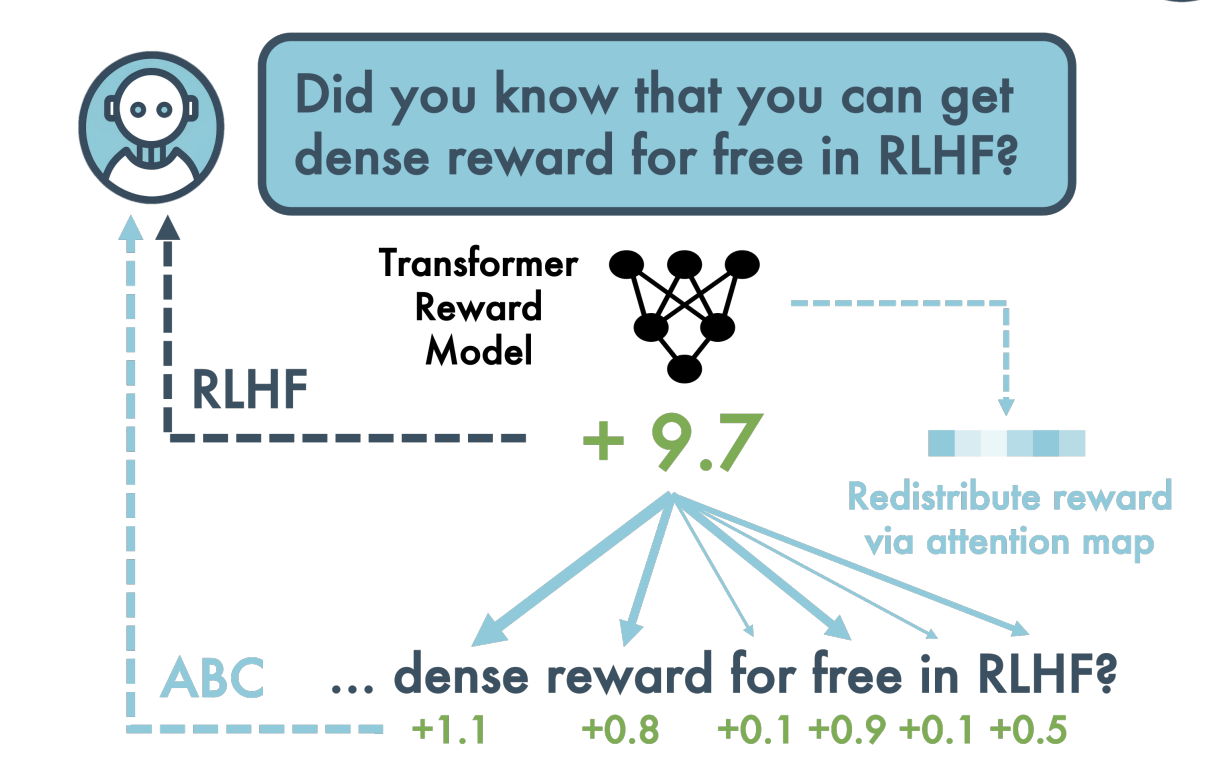 Did you know that you can get
dense reward for free in RLHF?
Transformer
Reward
Model
RLHF
+ 9.7
Redistribute reward
via attention map
ABC
... dense reward for free in RLHF?
+1.1 +0.8 +0.1 +0.9 +0.1 +0.5